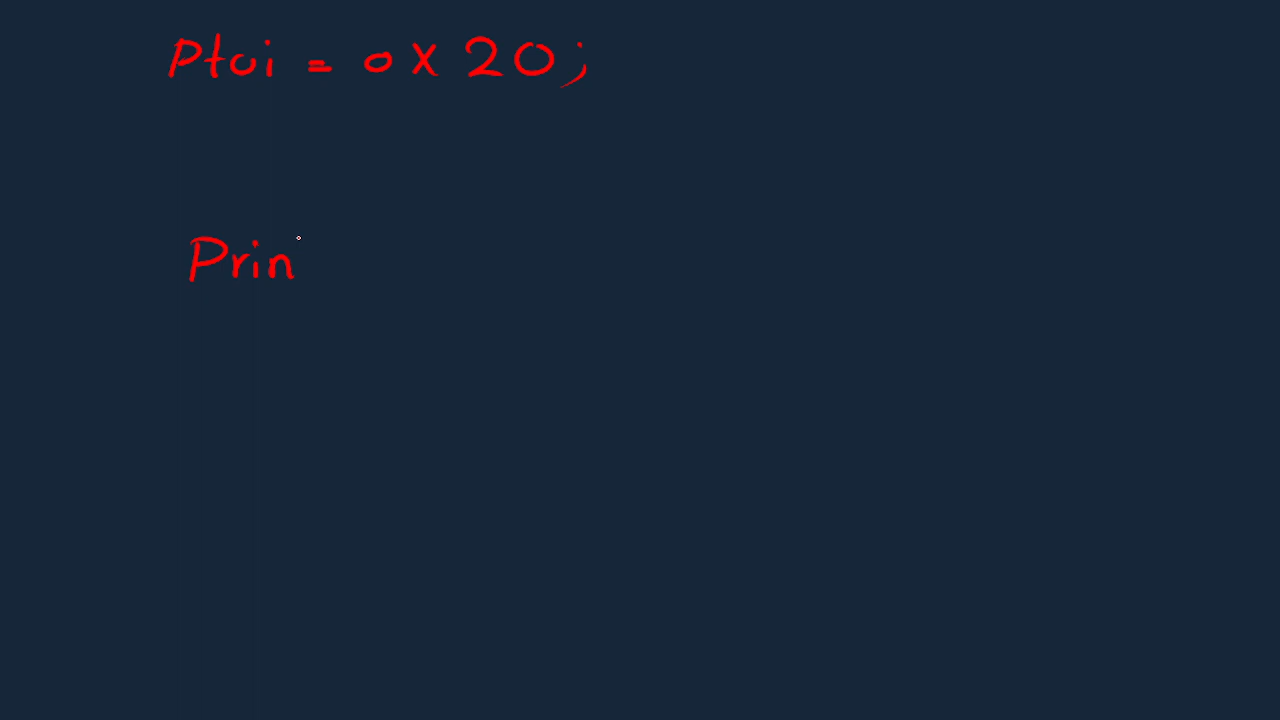 Ptoi = 0X20;
Prin